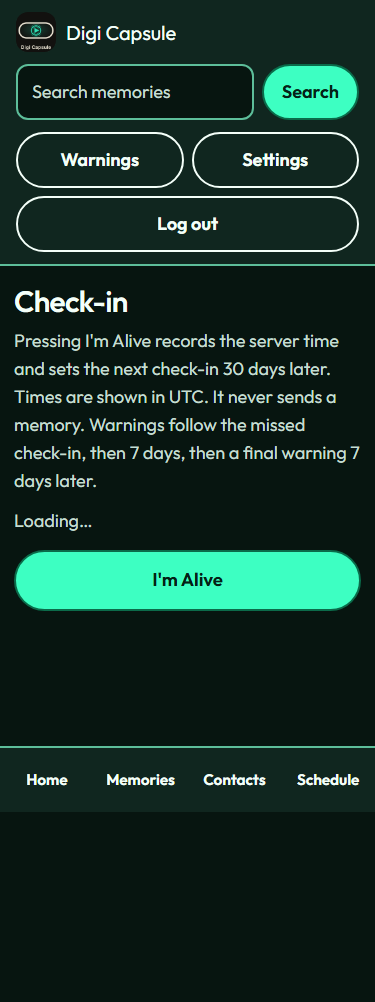 Digi Capsule
Digi Capsule
Search memories
Search
Warnings
Settings
Log out
Check-in
Pressing I'm Alive records the server time
and sets the next check-in 30 days later.
Times are shown in UTC. It never sends a
memory. Warnings follow the missed
check-in, then 7 days, then a final warning 7
days later.
Loading...
I'm Alive
Home
Memories
Contacts
Schedule